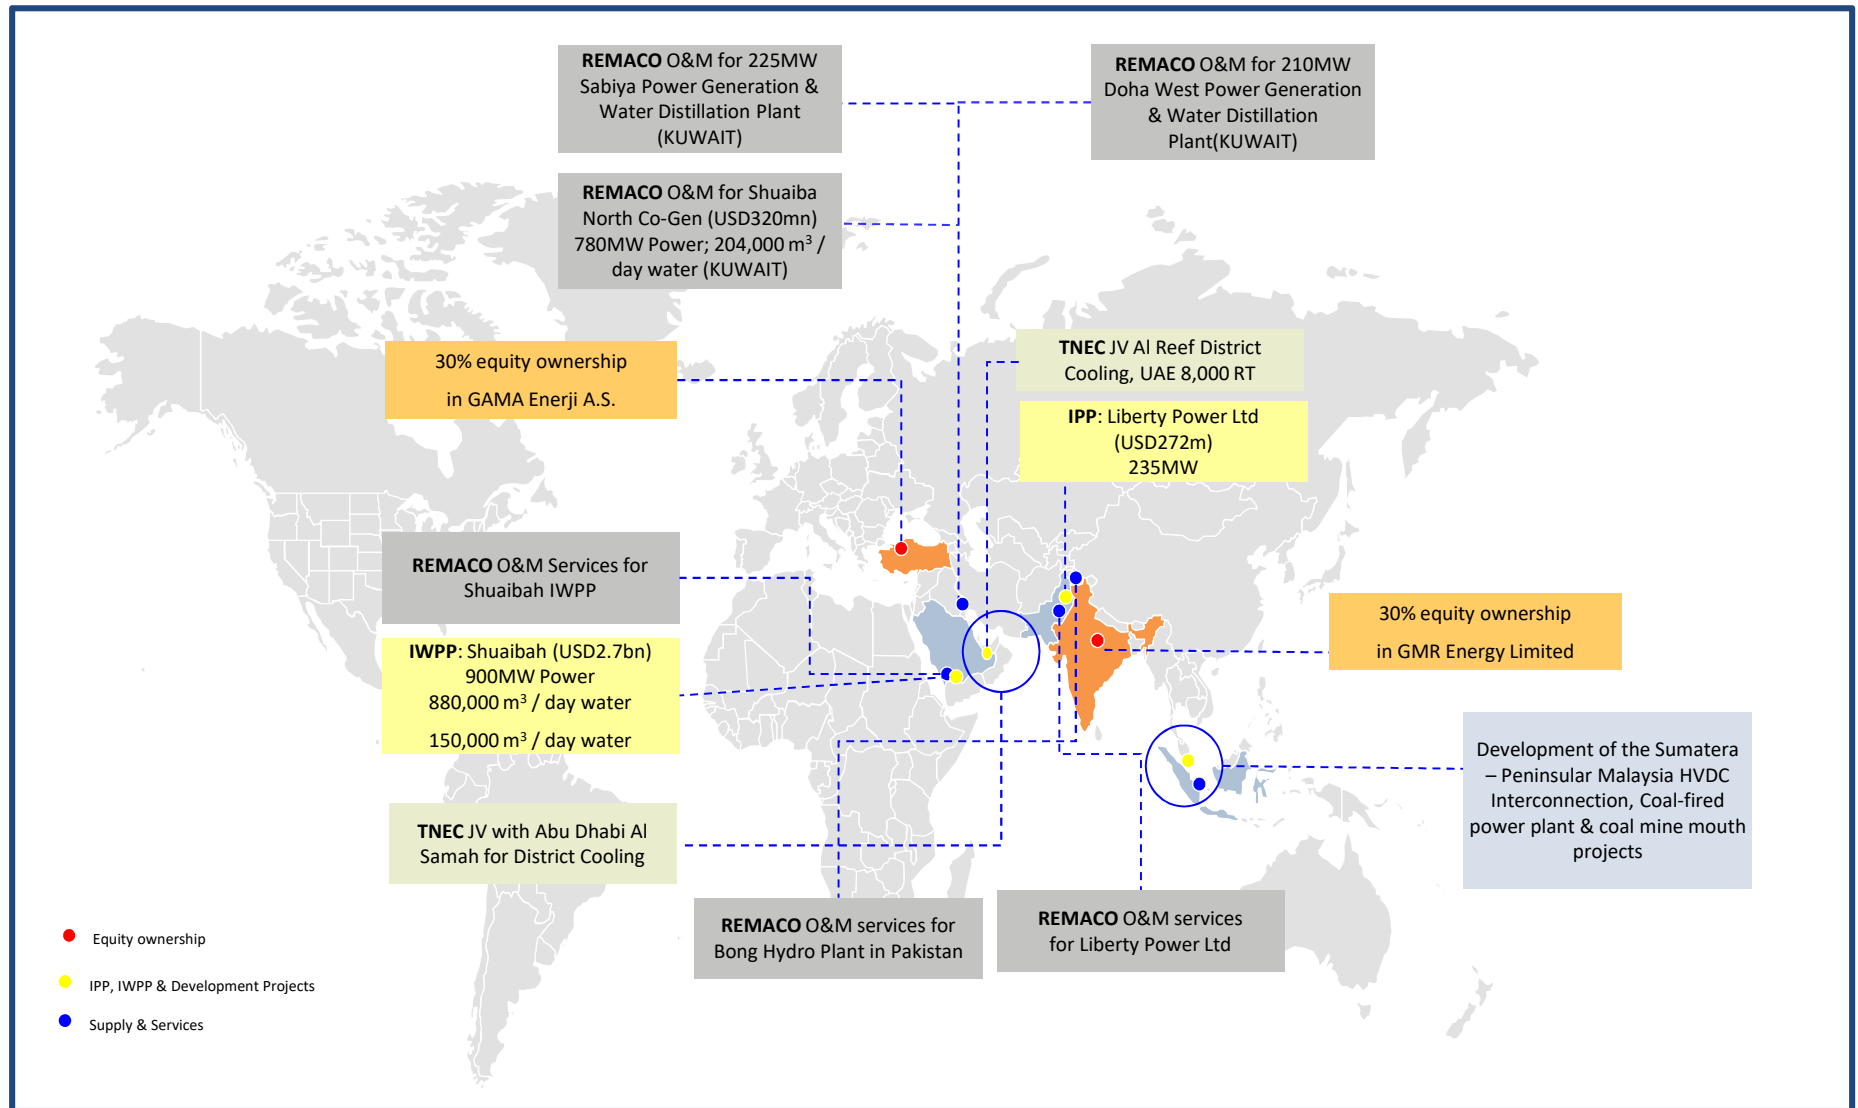 REMACO O&M for 225MW
Sabiya Power Generation &
Water Distillation Plant
(KUWAIT)
REMACO O&M for 210MW
Doha West Power Generation
& Water Distillation
Plant(KUWAIT)
REMACO O&M for Shuaiba
North Co-Gen (USD320mn)
780MW Power; 204,000 m³ /
day water (KUWAIT)
30% equity ownership
in GAMA Enerji A.S.
TNEC JV Al Reef District
Cooling, UAE 8,000 RT
IPP: Liberty Power Ltd
(USD272m)
235MW
REMACO O&M Services for
Shuaibah IWPP
IWPP: Shuaibah (USD2.7bn)
900MW Power
880,000 m³ / day water
150,000 m³ / day water
30% equity ownership
in GMR Energy Limited
Development of the Sumatera
– Peninsular Malaysia HVDC
Interconnection, Coal-fired
power plant & coal mine mouth
projects
TNEC JV with Abu Dhabi Al
Samah for District Cooling
REMACO O&M services for
Bong Hydro Plant in Pakistan
REMACO O&M services
for Liberty Power Ltd
Equity ownership
IPP, IWPP & Development Projects
Supply & Services